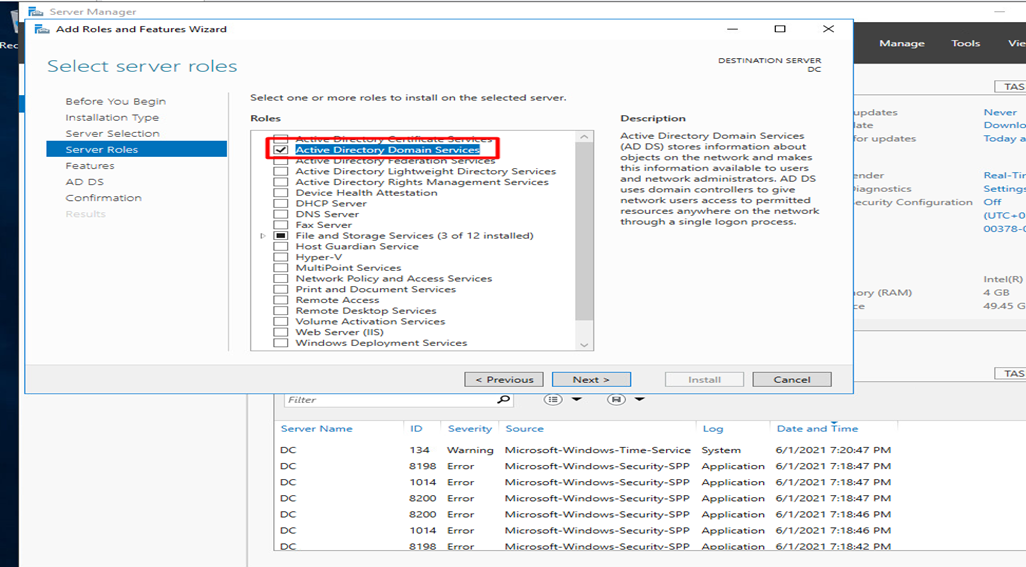 Server Manager
Add Roles and Features Wizard
Manage Tools
Select server roles
DESTINATION SERVER
DC
Before You Begin
Installation Type
Server Selection
Server Roles
Features
AD DS
Confirmation
Results
Select one or more roles to install on the selected server.
Roles
Active Directory Certificate Services
Active Directory Domain Services
Active Directory Federation Services
Active Directory Lightweight Directory Services
Active Directory Rights Management Services
Device Health Attestation
DHCP Server
DNS Server
Fax Server
File and Storage Services (3 of 12 installed)
Host Guardian Service
Hyper-V
MultiPoint Services
Network Policy and Access Services
Print and Document Services
Remote Access
Remote Desktop Services
Volume Activation Services
Web Server (IIS)
Windows Deployment Services
Description
Active Directory Domain Services
(AD DS) stores information about
objects on the network and makes
this information available to users
and network administrators. AD DS
uses domain controllers to give
network users access to permitted
resources anywhere on the network
through a single logon process.
< Previous
Next >
Install
Cancel
TAS
updates Never
date Downlo
for updates Today a
ender Real-Tin
iagnostics Settings
ecurity Configuration Off
(UTC+0
00378-0
Intel(R)
ory (RAM) 4 GB
ce 49.45 G
TAS
Filter
Server Name ID Severity Source Log Date and Time
DC 134 Warning Microsoft-Windows-Time-Service System 6/1/2021 7:20:47 PM
DC 8198 Error Microsoft-Windows-Security-SPP Application 6/1/2021 7:18:47 PM
DC 1014 Error Microsoft-Windows-Security-SPP Application 6/1/2021 7:18:47 PM
DC 8200 Error Microsoft-Windows-Security-SPP Application 6/1/2021 7:18:47 PM
DC 8200 Error Microsoft-Windows-Security-SPP Application 6/1/2021 7:18:46 PM
DC 1014 Error Microsoft-Windows-Security-SPP Application 6/1/2021 7:18:46 PM
DC 8198 Error Microsoft-Windows-Security-SPP Application 6/1/2021 7:18:42 PM